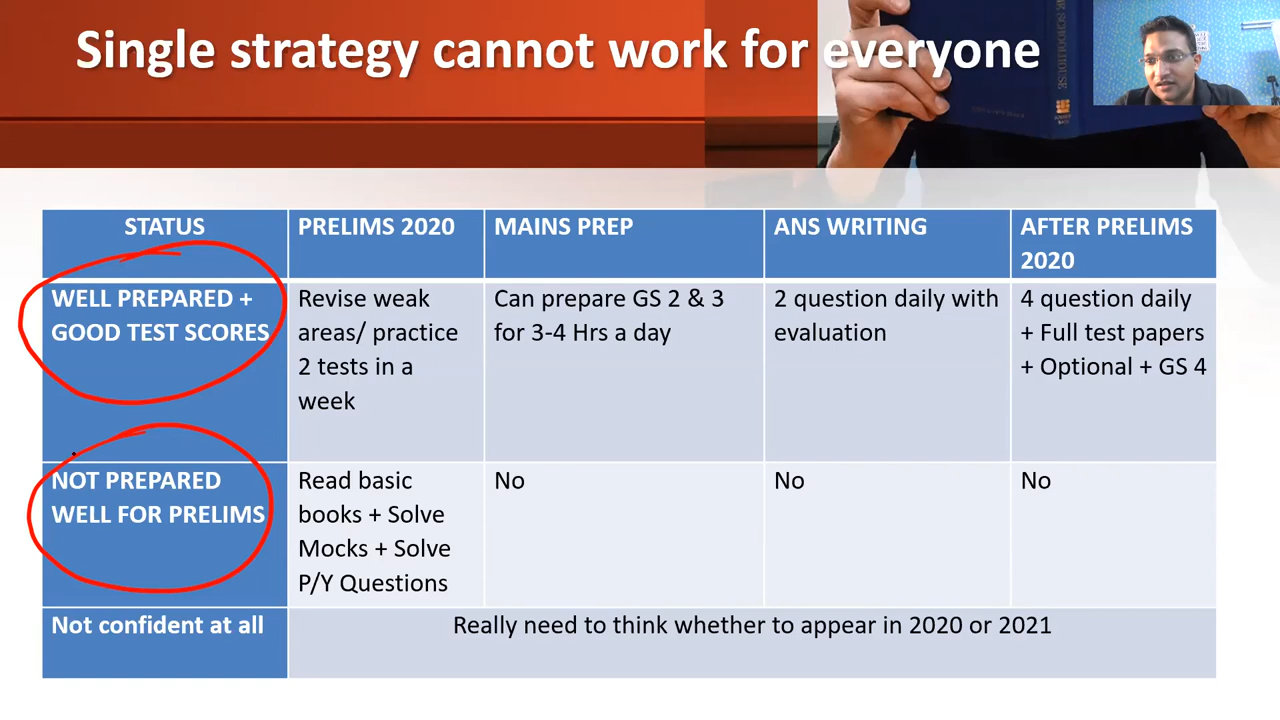 Single strategy cannot work for everyone
STATUS
PRELIMS 2020
MAINS PREP
ANS WRITING
AFTER PRELIMS
2020
WELL PREPARED +
GOOD TEST SCORES
Revise weak
areas/ practice
2 tests in a
week
Can prepare GS 2 & 3
for 3-4 Hrs a day
2 question daily with
evaluation
4 question daily
+ Full test papers
+ Optional + GS 4
NOT PREPARED
WELL FOR PRELIMS
Read basic
books + Solve
Mocks + Solve
P/Y Questions
No
No
No
Not confident at all
Really need to think whether to appear in 2020 or 2021